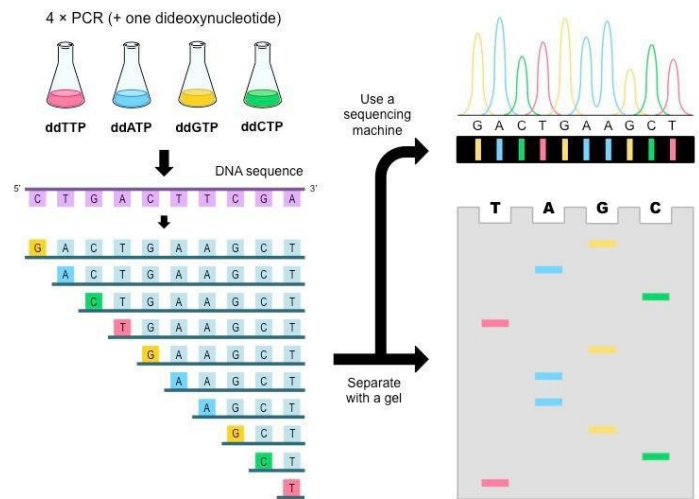 4 × PCR (+ one dideoxynucleotide)
ddTTP ddATP ddGTP ddCTP
DNA sequence
5' 3'
C T G A C T T C G A
G A C T G A A G C T
A C T G A A G C T
C T G A A G C T
T G A A G C T
G A A G C T
A A G C T
A G C T
G C T
C T
T
Use a
sequencing
machine
Separate
with a gel
G A C T G A A G C T
T A G C